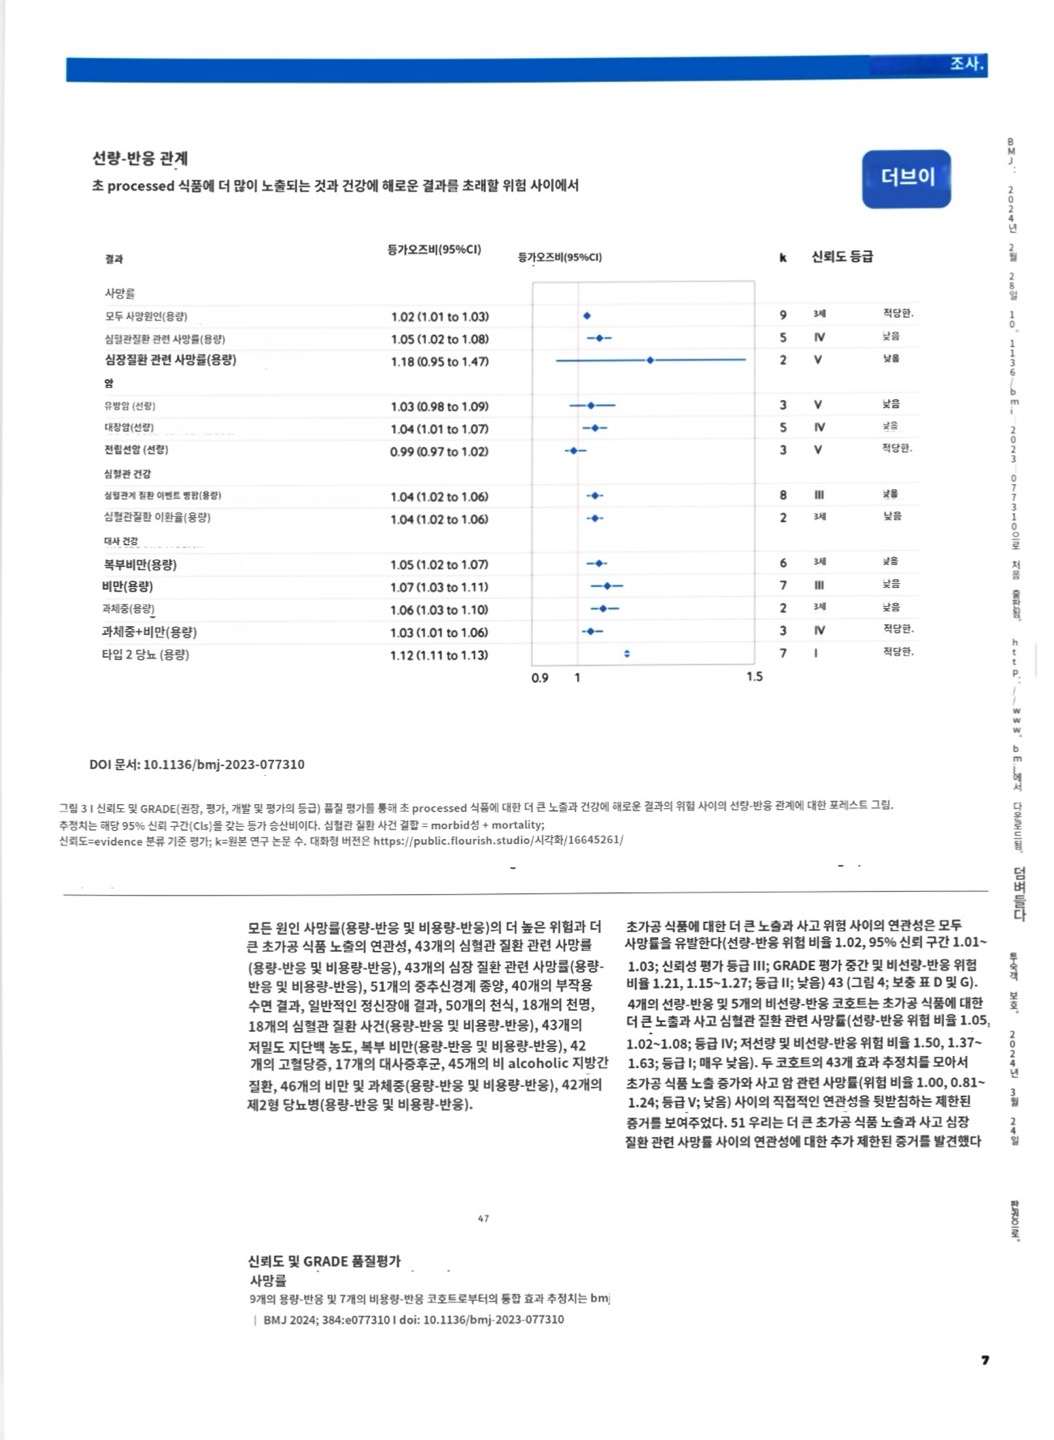 조사.
선량-반응 관계
초 processed 식품에 더 많이 노출되는 것과 건강에 해로운 결과를 초래할 위험 사이에서
더브이
결과 등가오즈비(95%CI) 등가오즈비(95%CI) k 신뢰도 등급
사망률
모두 사망원인(용량) 1.02 (1.01 to 1.03) 9 3세 적당한.
심혈관질환 관련 사망률(용량) 1.05 (1.02 to 1.08) 5 IV 낮음
심장질환 관련 사망률(용량) 1.18 (0.95 to 1.47) 2 V 낮음
암
유방암 (선량) 1.03 (0.98 to 1.09) 3 V 낮음
대장암(선량) 1.04 (1.01 to 1.07) 5 IV 낮음
전립선암 (선량) 0.99 (0.97 to 1.02) 3 V 적당한.
심혈관 건강
심혈관계 질환 이벤트 병합(용량) 1.04 (1.02 to 1.06) 8 III 낮음
심혈관질환 이환율(용량) 1.04 (1.02 to 1.06) 2 3세 낮음
대사 건강
복부비만(용량) 1.05 (1.02 to 1.07) 6 3세 낮음
비만(용량) 1.07 (1.03 to 1.11) 7 III 낮음
과체중(용량) 1.06 (1.03 to 1.10) 2 3세 낮음
과체중+비만(용량) 1.03 (1.01 to 1.06) 3 IV 적당한.
타입 2 당뇨 (용량) 1.12 (1.11 to 1.13) 7 I 적당한.
0.9 1 1.5
DOI 문서: 10.1136/bmj-2023-077310
그림 3 I 신뢰도 및 GRADE(권장, 평가, 개발 및 평가의 등급) 품질 평가를 통해 초 processed 식품에 대한 더 큰 노출과 건강에 해로운 결과의 위험 사이의 선량-반응 관계에 대한 포레스트 그림.
추정치는 해당 95% 신뢰 구간(CIs)을 갖는 등가 승산비이다. 심혈관 질환 사건 결합 = morbid성 + mortality;
신뢰도=evidence 분류 기준 평가; k=원본 연구 논문 수. 대화형 버전은 https://public.flourish.studio/시각화/16645261/
모든 원인 사망률(용량-반응 및 비용량-반응)의 더 높은 위험과 더
큰 초가공 식품 노출의 연관성, 43개의 심혈관 질환 관련 사망률
(용량-반응 및 비용량-반응), 43개의 심장 질환 관련 사망률(용량-
반응 및 비용량-반응), 51개의 중추신경계 종양, 40개의 부작용
수면 결과, 일반적인 정신장애 결과, 50개의 천식, 18개의 천명,
18개의 심혈관 질환 사건(용량-반응 및 비용량-반응), 43개의
저밀도 지단백 농도, 복부 비만(용량-반응 및 비용량-반응), 42
개의 고혈당증, 17개의 대사증후군, 45개의 비 alcoholic 지방간
질환, 46개의 비만 및 과체중(용량-반응 및 비용량-반응), 42개의
제2형 당뇨병(용량-반응 및 비용량-반응).
47
신뢰도 및 GRADE 품질평가
사망률
9개의 용량-반응 및 7개의 비용량-반응 코호트로부터의 통합 효과 추정치는 bmj
| BMJ 2024; 384:e077310 I doi: 10.1136/bmj-2023-077310
초가공 식품에 대한 더 큰 노출과 사고 위험 사이의 연관성은 모두
사망률을 유발한다(선량-반응 위험 비율 1.02, 95% 신뢰 구간 1.01~
1.03; 신뢰성 평가 등급 III; GRADE 평가 중간 및 비선량-반응 위험
비율 1.21, 1.15~1.27; 등급 II; 낮음) 43 (그림 4; 보충 표 D 및 G).
4개의 선량-반응 및 5개의 비선량-반응 코호트는 초가공 식품에 대한
더 큰 노출과 사고 심혈관 질환 관련 사망률(선량-반응 위험 비율 1.05,
1.02~1.08; 등급 IV; 저선량 및 비선량-반응 위험 비율 1.50, 1.37~
1.63; 등급 I; 매우 낮음). 두 코호트의 43개 효과 추정치를 모아서
초가공 식품 노출 증가와 사고 암 관련 사망률(위험 비율 1.00, 0.81~
1.24; 등급 V; 낮음) 사이의 직접적인 연관성을 뒷받침하는 제한된
증거를 보여주었다. 51 우리는 더 큰 초가공 식품 노출과 사고 심장
질환 관련 사망률 사이의 연관성에 대한 추가 제한된 증거를 발견했다
7
BMJ: 2024년 2월 28일 10. 1136/bmj 2023 077310으로 처음 출판됨. http://www. bmj에서 다운로드됨.
덤벼들다
투숙객 보호. 2024년 3월 24일
판권으로.